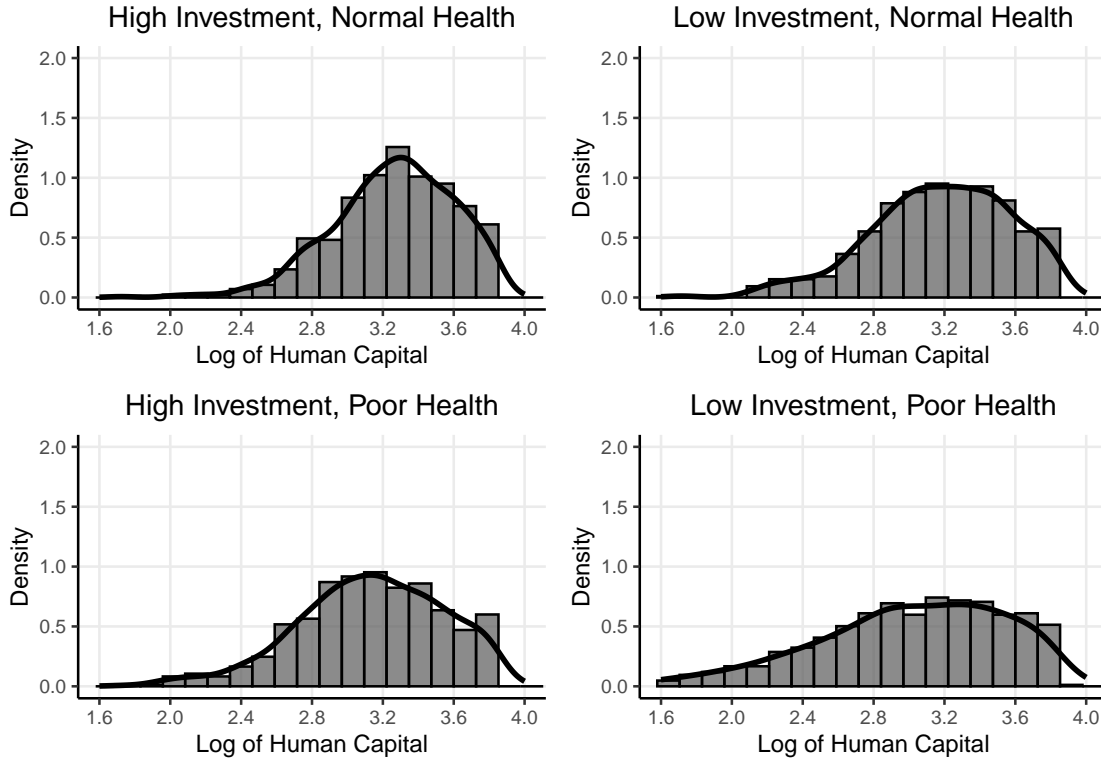 High Investment, Normal Health
2.0
1.5
1.0
0.5
0.0
Density
1.6 2.0 2.4 2.8 3.2 3.6 4.0
Log of Human Capital
Low Investment, Normal Health
2.0
1.5
1.0
0.5
0.0
Density
1.6 2.0 2.4 2.8 3.2 3.6 4.0
Log of Human Capital
High Investment, Poor Health
2.0
1.5
1.0
0.5
0.0
Density
1.6 2.0 2.4 2.8 3.2 3.6 4.0
Log of Human Capital
Low Investment, Poor Health
2.0
1.5
1.0
0.5
0.0
Density
1.6 2.0 2.4 2.8 3.2 3.6 4.0
Log of Human Capital